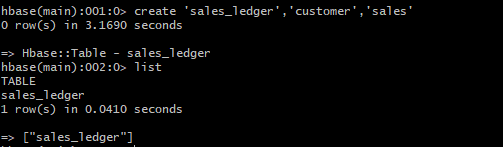 hbase(main):001:0> create 'sales_ledger','customer','sales'
0 row(s) in 3.1690 seconds
=> Hbase::Table - sales_ledger
hbase(main):002:0> list
TABLE
sales_ledger
1 row(s) in 0.0410 seconds
=> ["sales_ledger"]